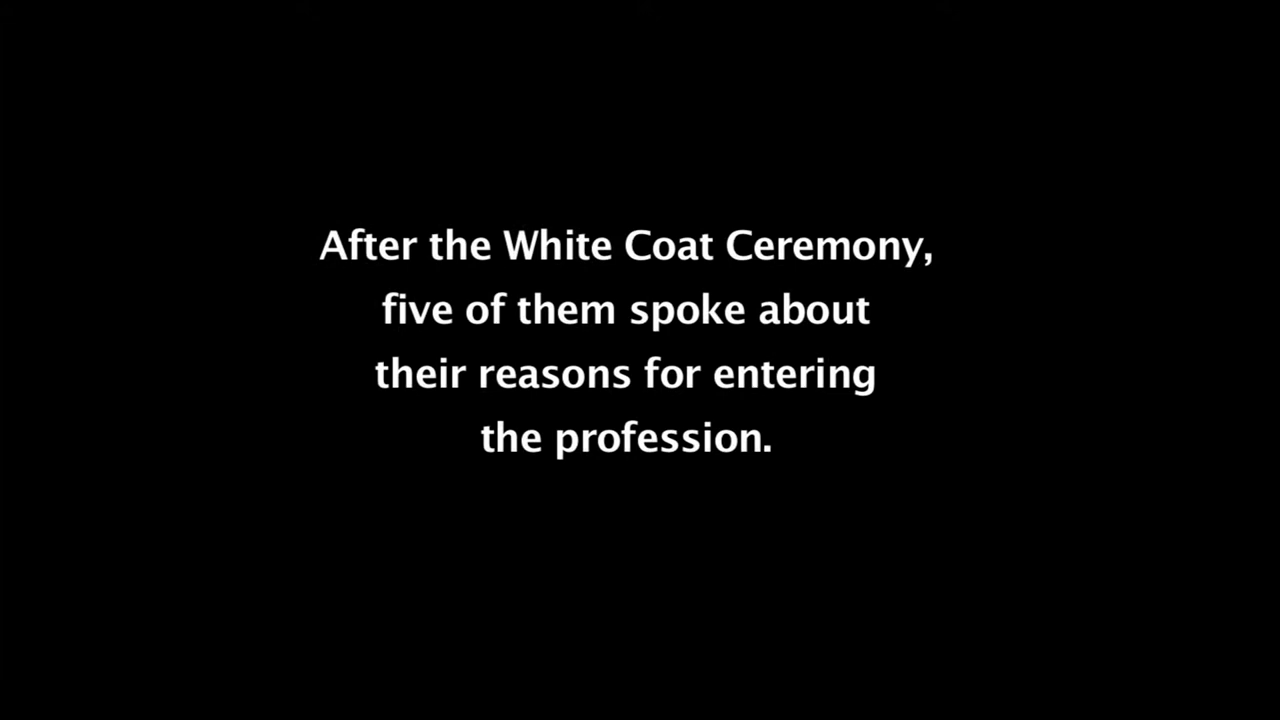 After the White Coat Ceremony,
five of them spoke about
their reasons for entering
the profession.